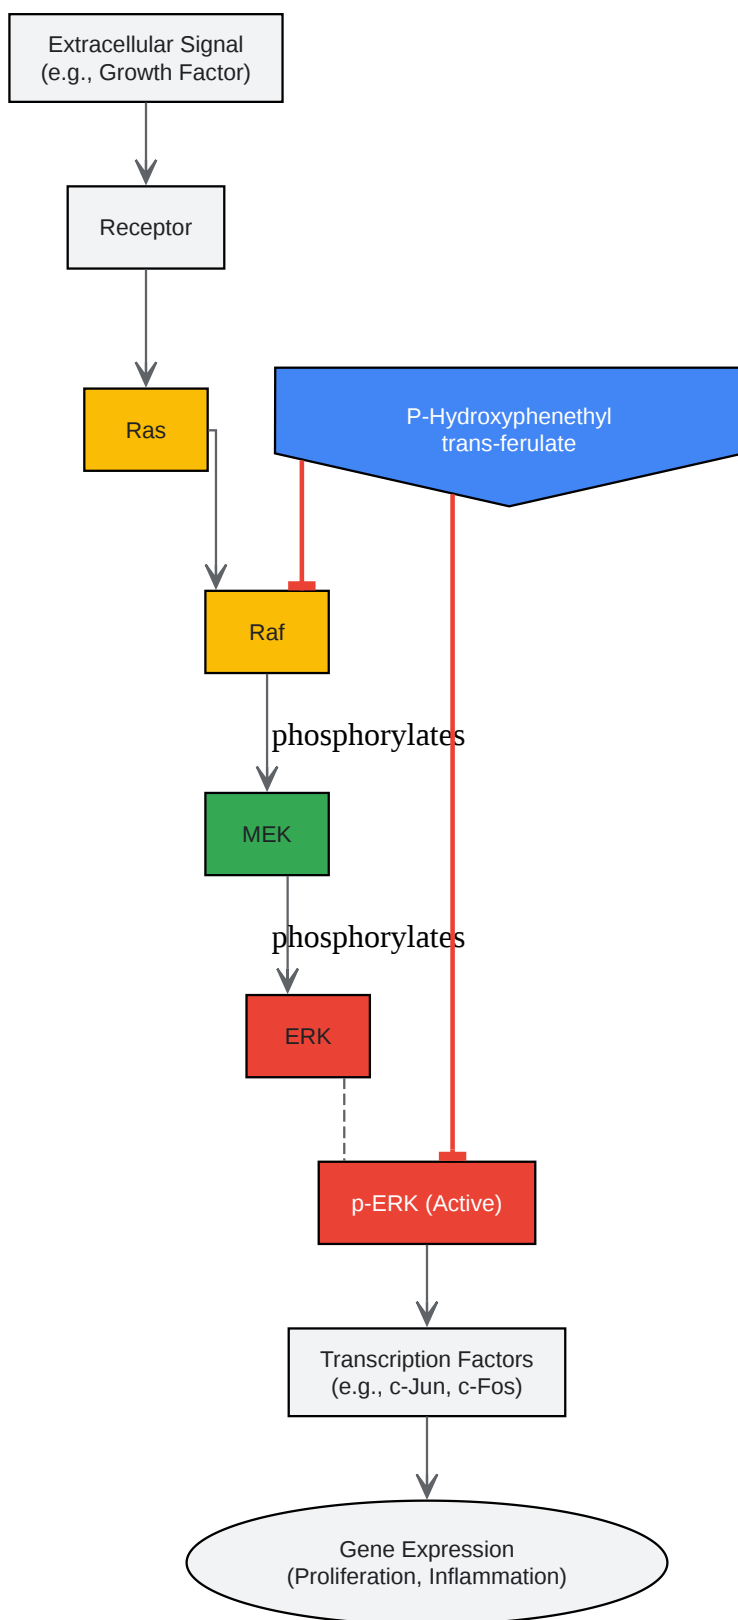 Extracellular Signal
(e.g., Growth Factor)
Receptor
Ras
P-Hydroxyphenethyl
trans-ferulate
Raf
phosphorylates
MEK
phosphorylates
ERK
p-ERK (Active)
Transcription Factors
(e.g., c-Jun, c-Fos)
Gene Expression
(Proliferation, Inflammation)